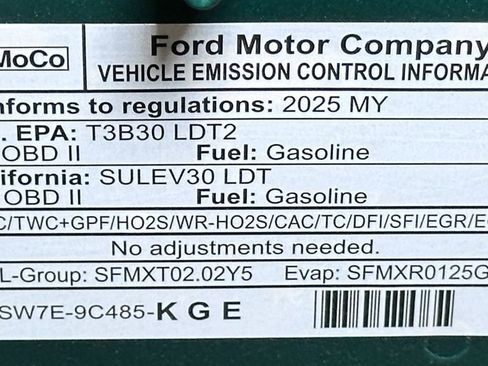 MoCo
Ford Motor Company
VEHICLE EMISSION CONTROL INFORMA
nforms to regulations: 2025 MY
. EPA: T3B30 LDT2
OBD II Fuel: Gasoline
ifornia: SULEV30 LDT
OBD II Fuel: Gasoline
C/TWC+GPF/HO2S/WR-HO2S/CAC/TC/DFI/SFI/EGR/E
No adjustments needed.
L-Group: SFMXT02.02Y5 Evap: SFMXR0125G
SW7E-9C485-K G E